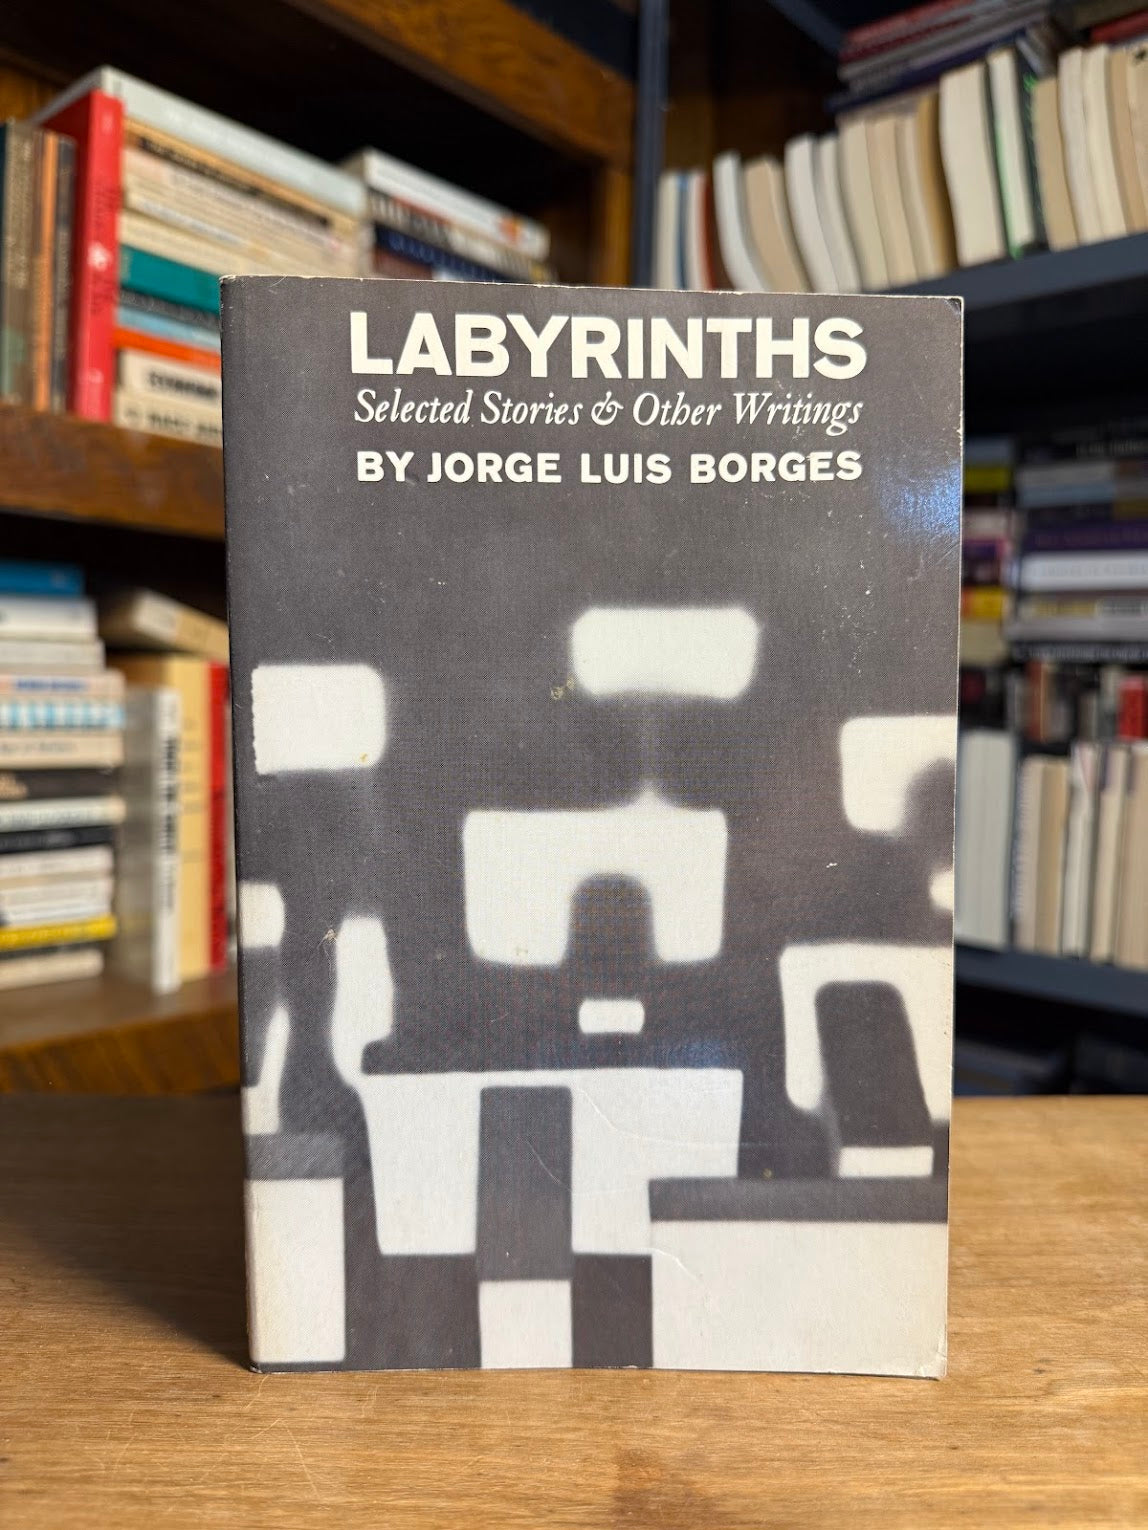 LABYRINTHS
Selected Stories & Other Writings
BY JORGE LUIS BORGES